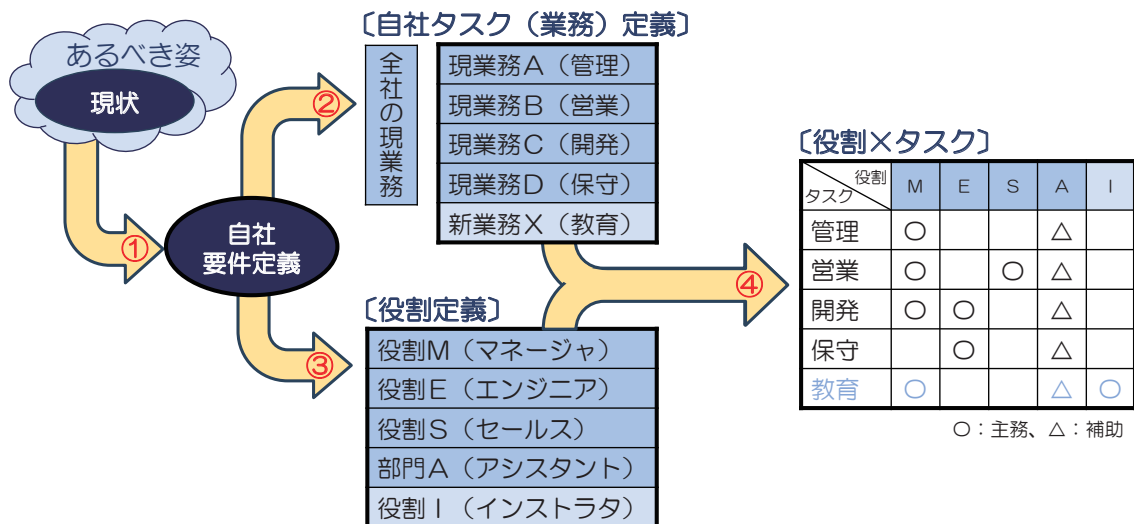 〔自社タスク（業務）定義〕
あるべき姿
現状
①
自社
要件定義
②
③
全社の現業務
現業務A（管理）
現業務B（営業）
現業務C（開発）
現業務D（保守）
新業務X（教育）
〔役割定義〕
役割M（マネージャ）
役割E（エンジニア）
役割S（セールス）
部門A（アシスタント）
役割I（インストラタ）
④
〔役割×タスク〕
タスク 役割 M E S A I
管理 〇 △
営業 〇 〇 △
開発 〇 〇 △
保守 〇 △
教育 〇 △ 〇
〇：主務、△：補助